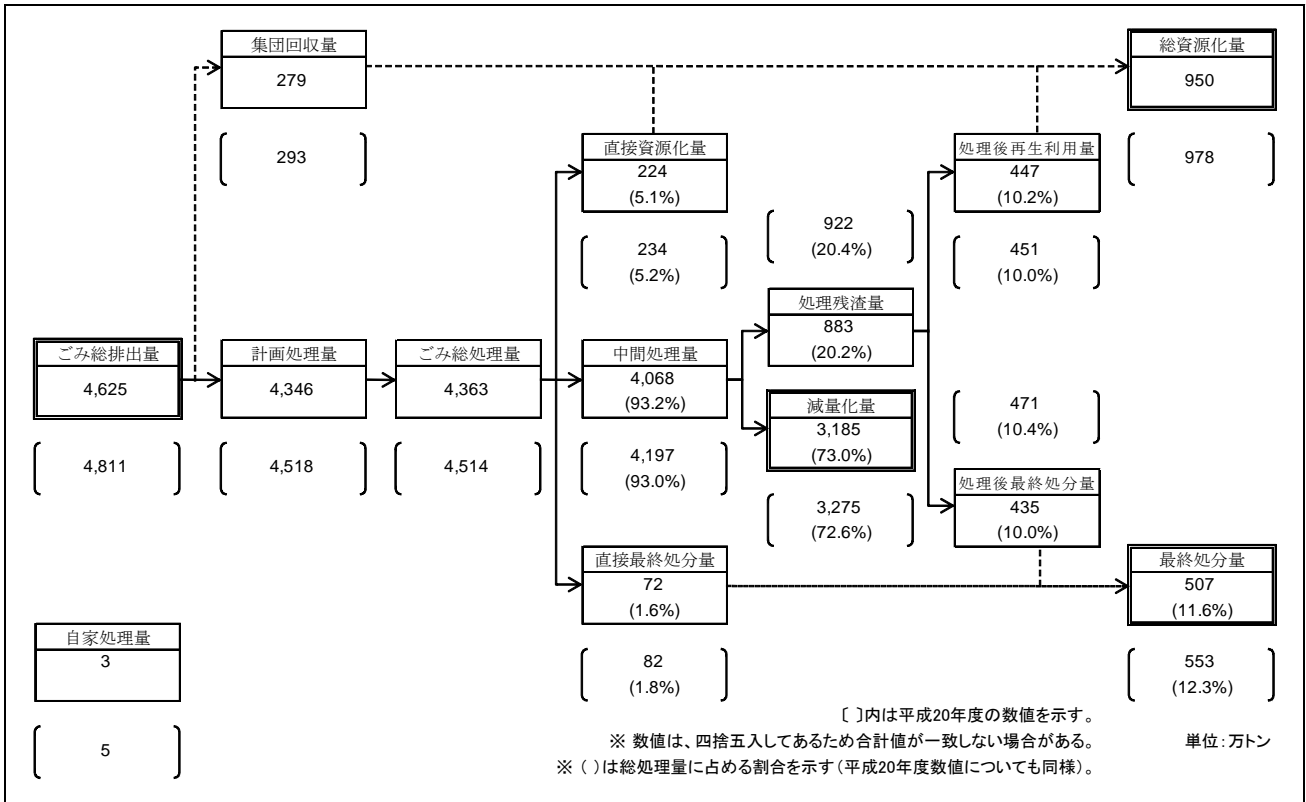 集団回収量
279
293
総資源化量
950
978
直接資源化量
224
(5.1%)
234
(5.2%)
処理後再生利用量
447
(10.2%)
451
(10.0%)
922
(20.4%)
処理残渣量
883
(20.2%)
ごみ総排出量
4,625
4,811
計画処理量
4,346
4,518
ごみ総処理量
4,363
4,514
中間処理量
4,068
(93.2%)
4,197
(93.0%)
減量化量
3,185
(73.0%)
3,275
(72.6%)
471
(10.4%)
処理後最終処分量
435
(10.0%)
直接最終処分量
72
(1.6%)
82
(1.8%)
最終処分量
507
(11.6%)
553
(12.3%)
自家処理量
3
5
〔 〕内は平成20年度の数値を示す。
※ 数値は、四捨五入してあるため合計値が一致しない場合がある。
単位：万トン
※（ ）は総処理量に占める割合を示す（平成20年度数値についても同様）。